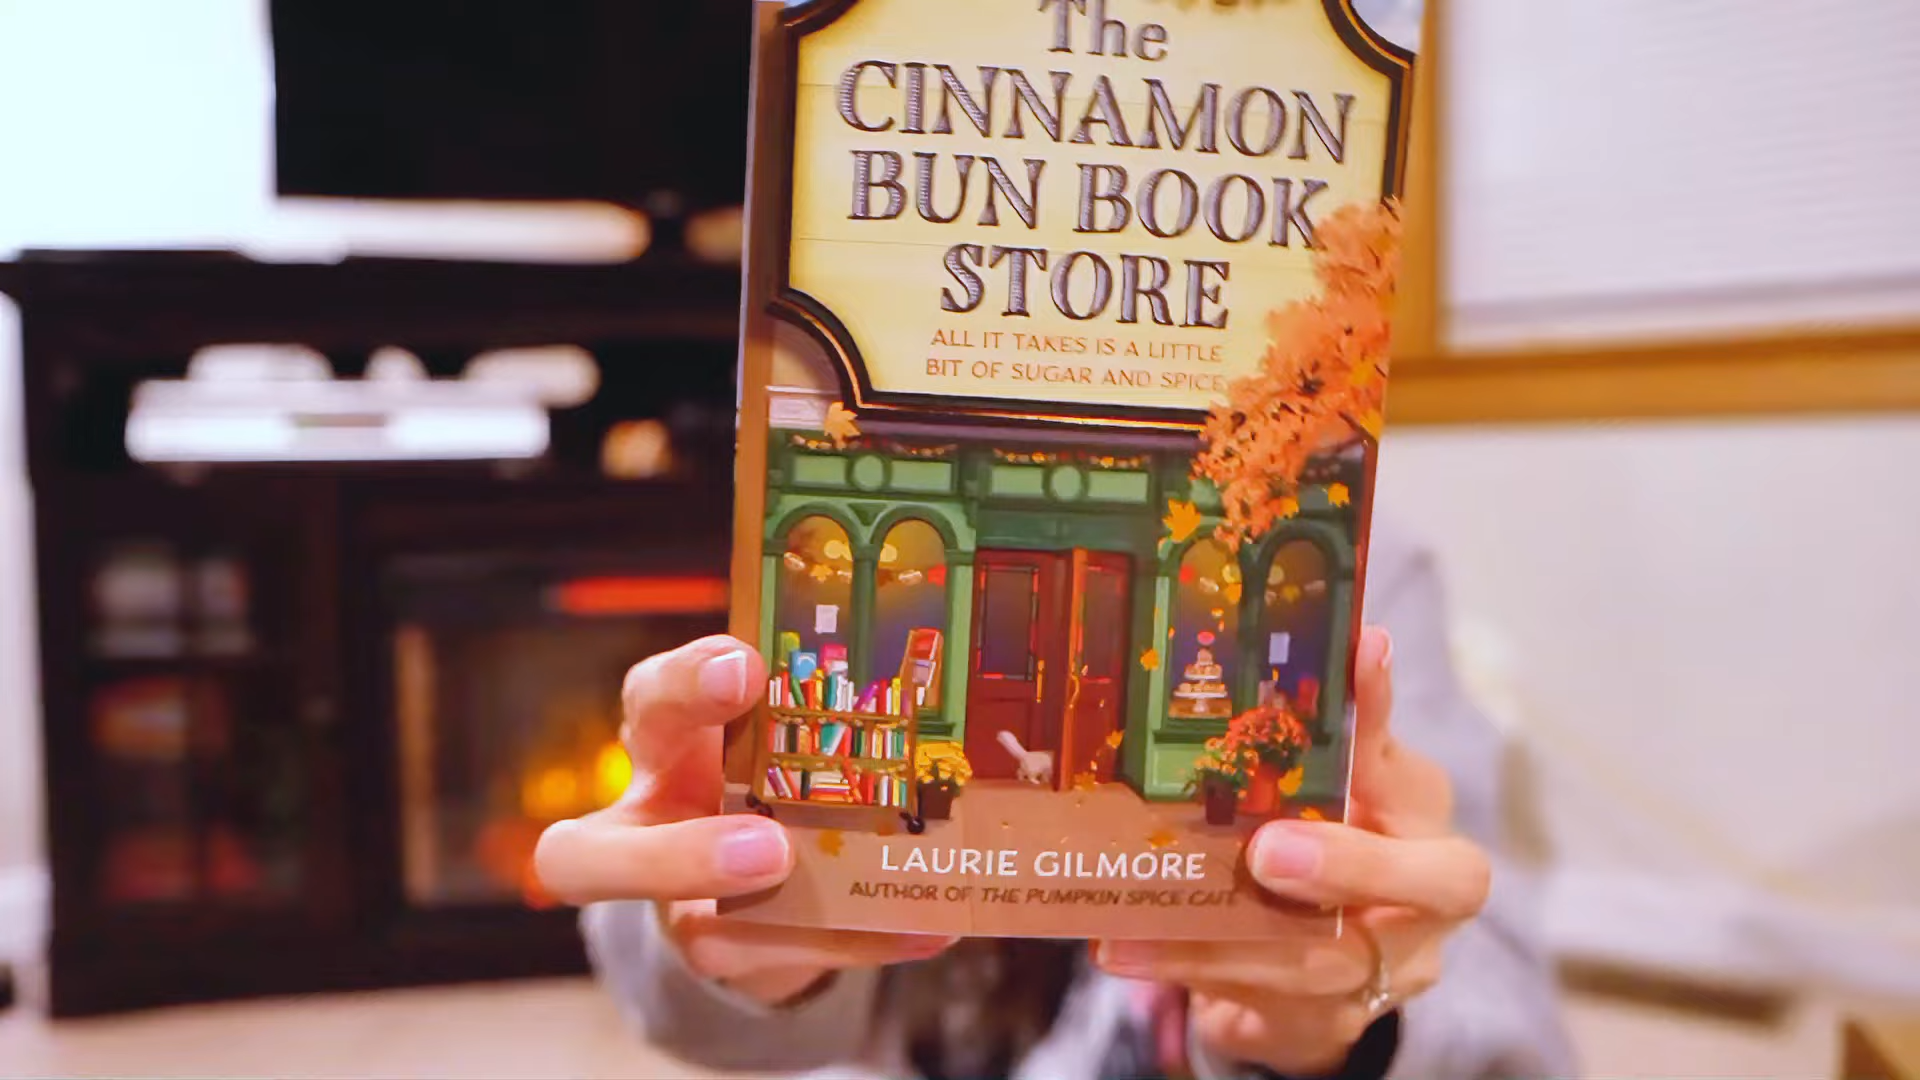 The
CINNAMON
BUN BOOK
STORE
ALL IT TAKES IS A LITTLE
BIT OF SUGAR AND SPICE
LAURIE GILMORE
AUTHOR OF THE PUMPKIN SPICE CAFÉ